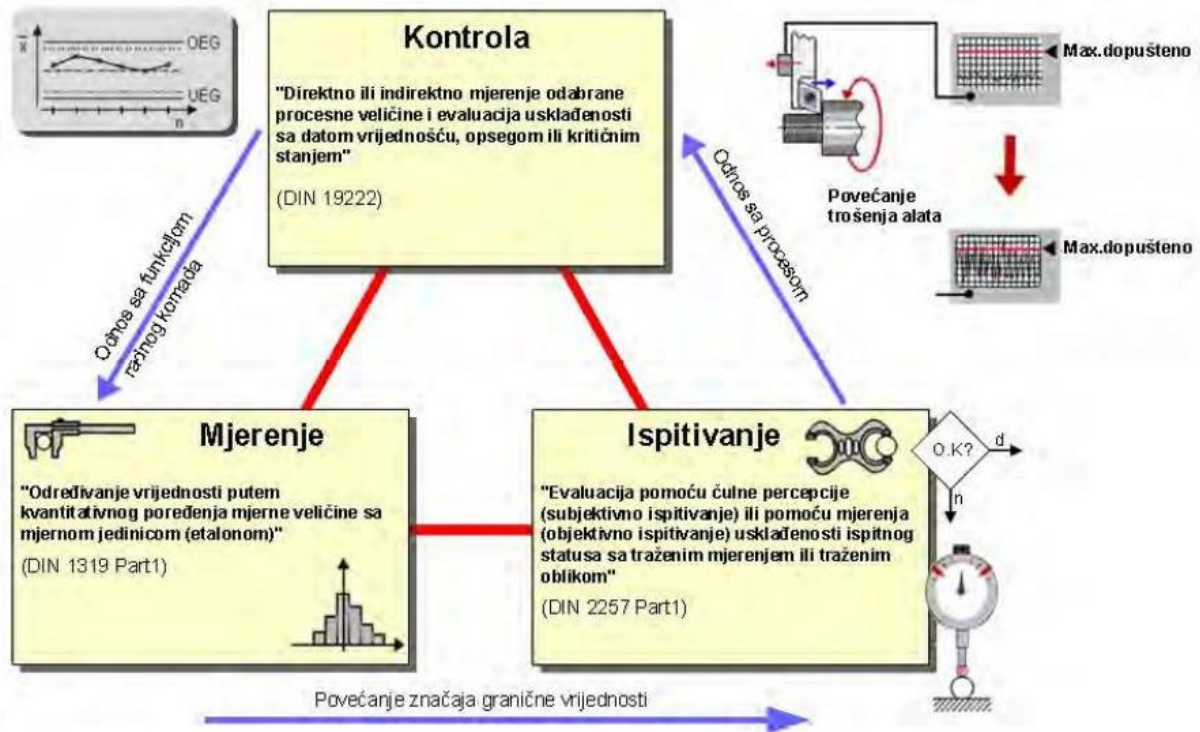 x̄
OEG
UEG
n
Kontrola
"Direktno ili indirektno mjerenje odabrane
procesne veličine i evaluacija usklađenosti
sa datom vrijednošću, opsegom ili kritičnim
stanjem"
(DIN 19222)
Max.dopušteno
Povećanje
trošenja alata
Max.dopušteno
Odnos sa funkcijom
radnog komada
Odnos sa procesom
Mjerenje
"Određivanje vrijednosti putem
kvantitativnog poređenja mjerne veličine sa
mjernom jedinicom (etalonom)"
(DIN 1319 Part1)
Ispitivanje
"Evaluacija pomoću čulne percepcije
(subjektivno ispitivanje) ili pomoću mjerenja
(objektivno ispitivanje) usklađenosti ispitnog
statusa sa traženim mjerenjem ili traženim
oblikom"
(DIN 2257 Part1)
O.K?
d
n
Povećanje značaja granične vrijednosti